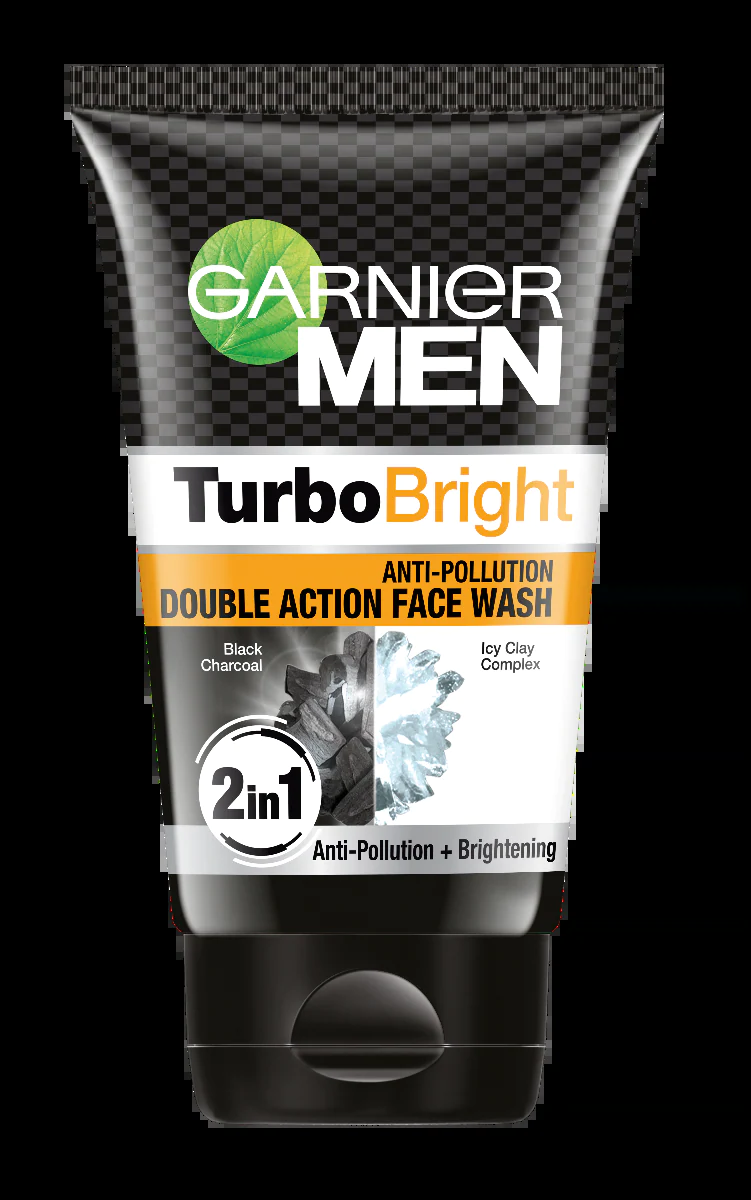 GARNIER
MEN
TurboBright
ANTI-POLLUTION
DOUBLE ACTION FACE WASH
Black
Charcoal
Icy Clay
Complex
2in1
Anti-Pollution + Brightening